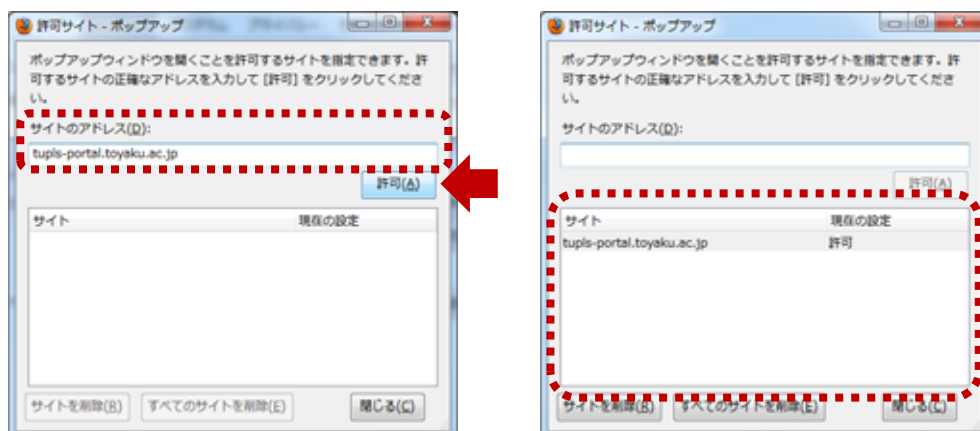 許可サイト - ポップアップ
ポップアップウィンドウを開くことを許可するサイトを指定できます。許
可するサイトの正確なアドレスを入力して [許可] をクリックしてくださ
い。
サイトのアドレス(D):
tupls-portal.toyaku.ac.jp
許可(A)
サイト 現在の設定
サイトを削除(R) すべてのサイトを削除(E) 閉じる(C)
許可サイト - ポップアップ
ポップアップウィンドウを開くことを許可するサイトを指定できます。許
可するサイトの正確なアドレスを入力して [許可] をクリックしてくださ
い。
サイトのアドレス(D):
許可(A)
サイト 現在の設定
tupls-portal.toyaku.ac.jp 許可
サイトを削除(R) すべてのサイトを削除(E) 閉じる(C)